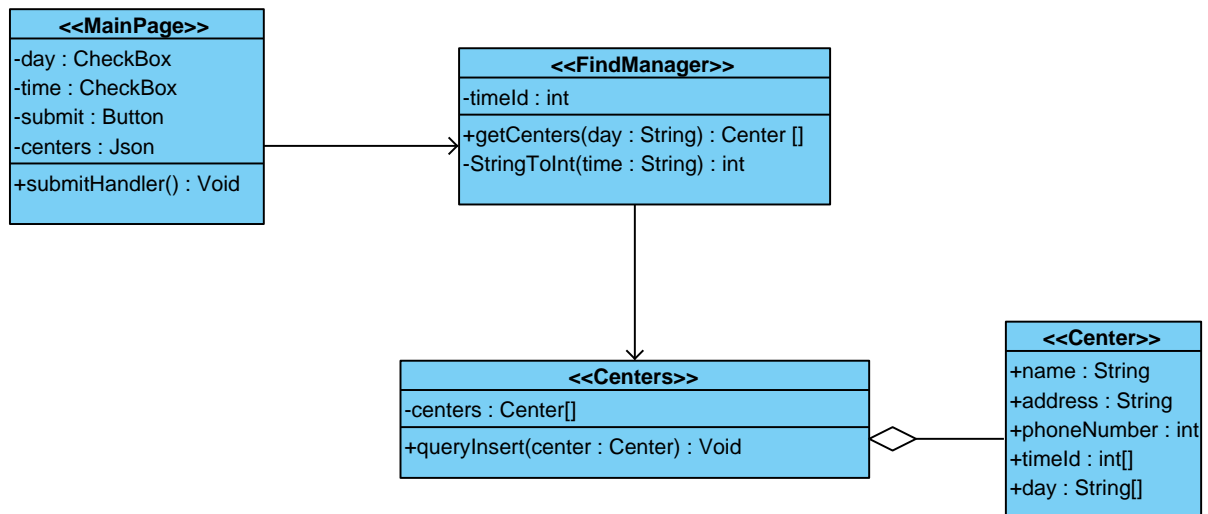 <<MainPage>>
-day : CheckBox
-time : CheckBox
-submit : Button
-centers : Json
+submitHandler() : Void
<<FindManager>>
-timeId : int
+getCenters(day : String) : Center []
-StringToInt(time : String) : int
<<Centers>>
-centers : Center[]
+queryInsert(center : Center) : Void
<<Center>>
+name : String
+address : String
+phoneNumber : int
+timeId : int[]
+day : String[]